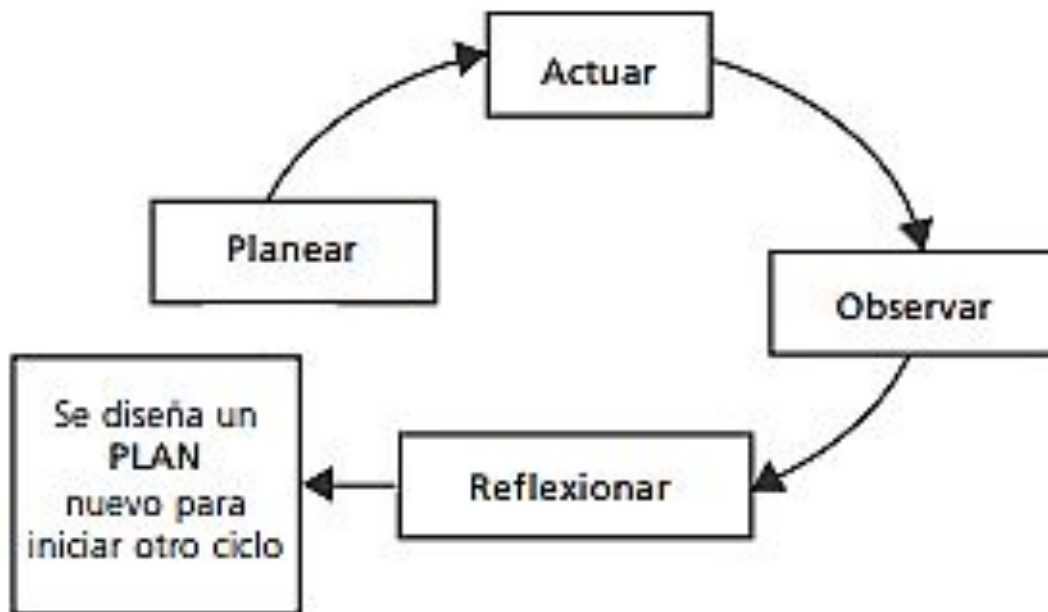 Actuar
Planear
Observar
Se diseña un
PLAN
nuevo para
iniciar otro ciclo
Reflexionar